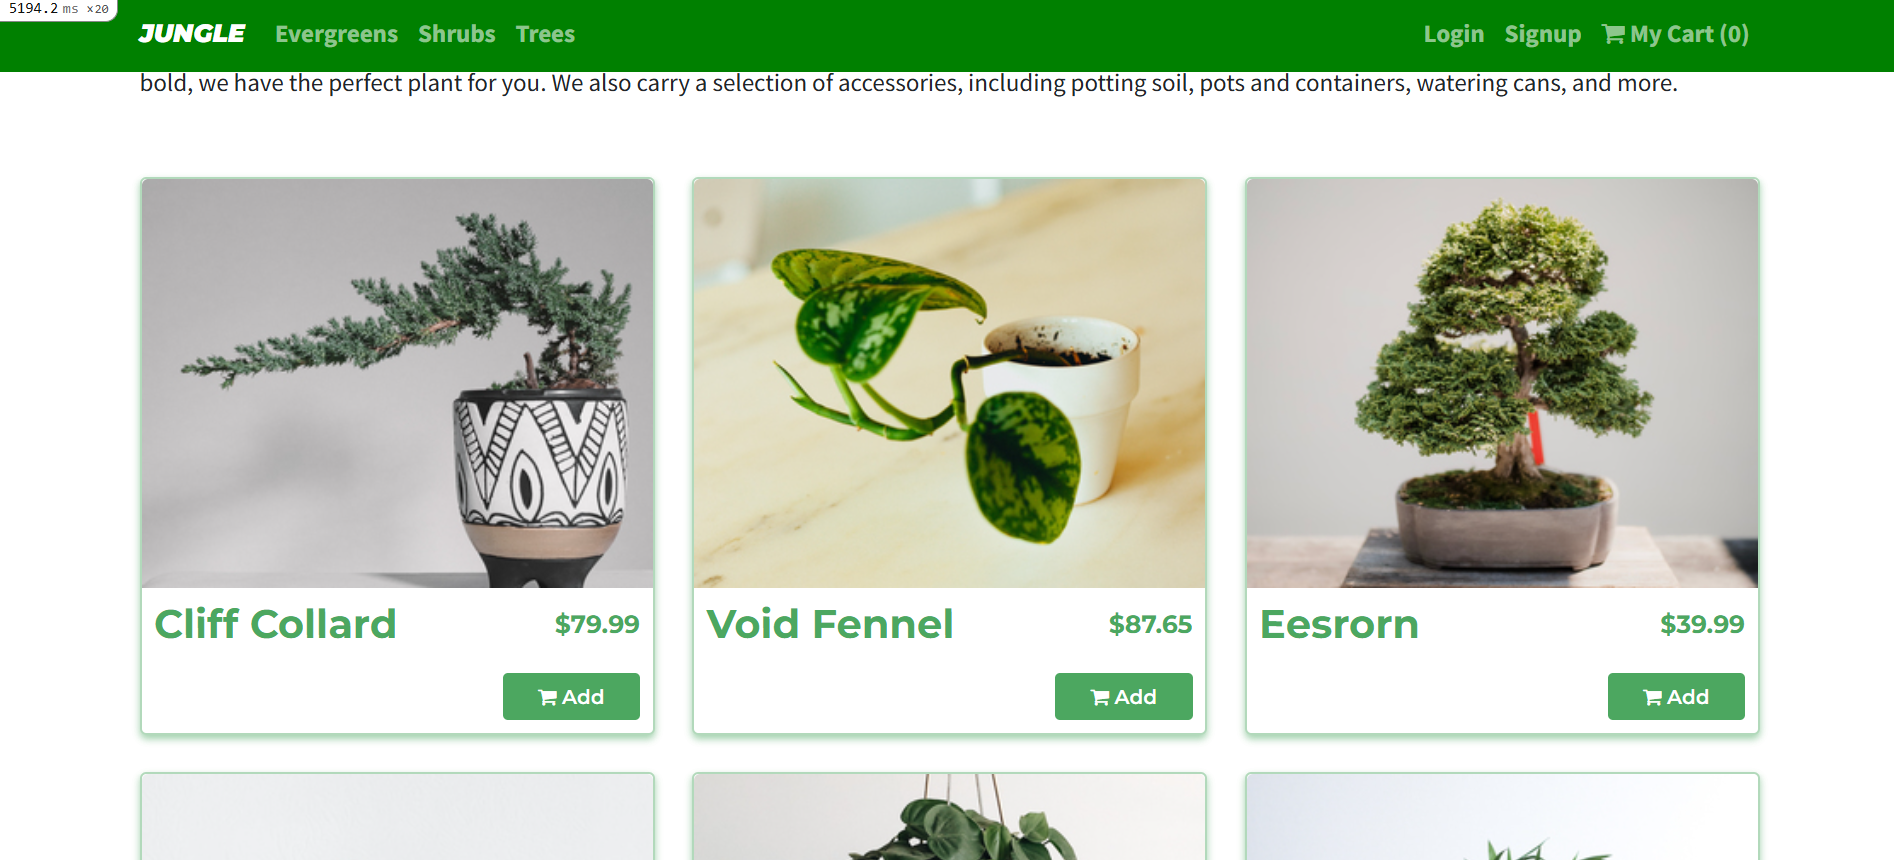 5194.2 ms ×20
JUNGLE Evergreens Shrubs Trees Login Signup My Cart (0)
bold, we have the perfect plant for you. We also carry a selection of accessories, including potting soil, pots and containers, watering cans, and more.
Cliff Collard $79.99
Add
Void Fennel $87.65
Add
Eesrorn $39.99
Add